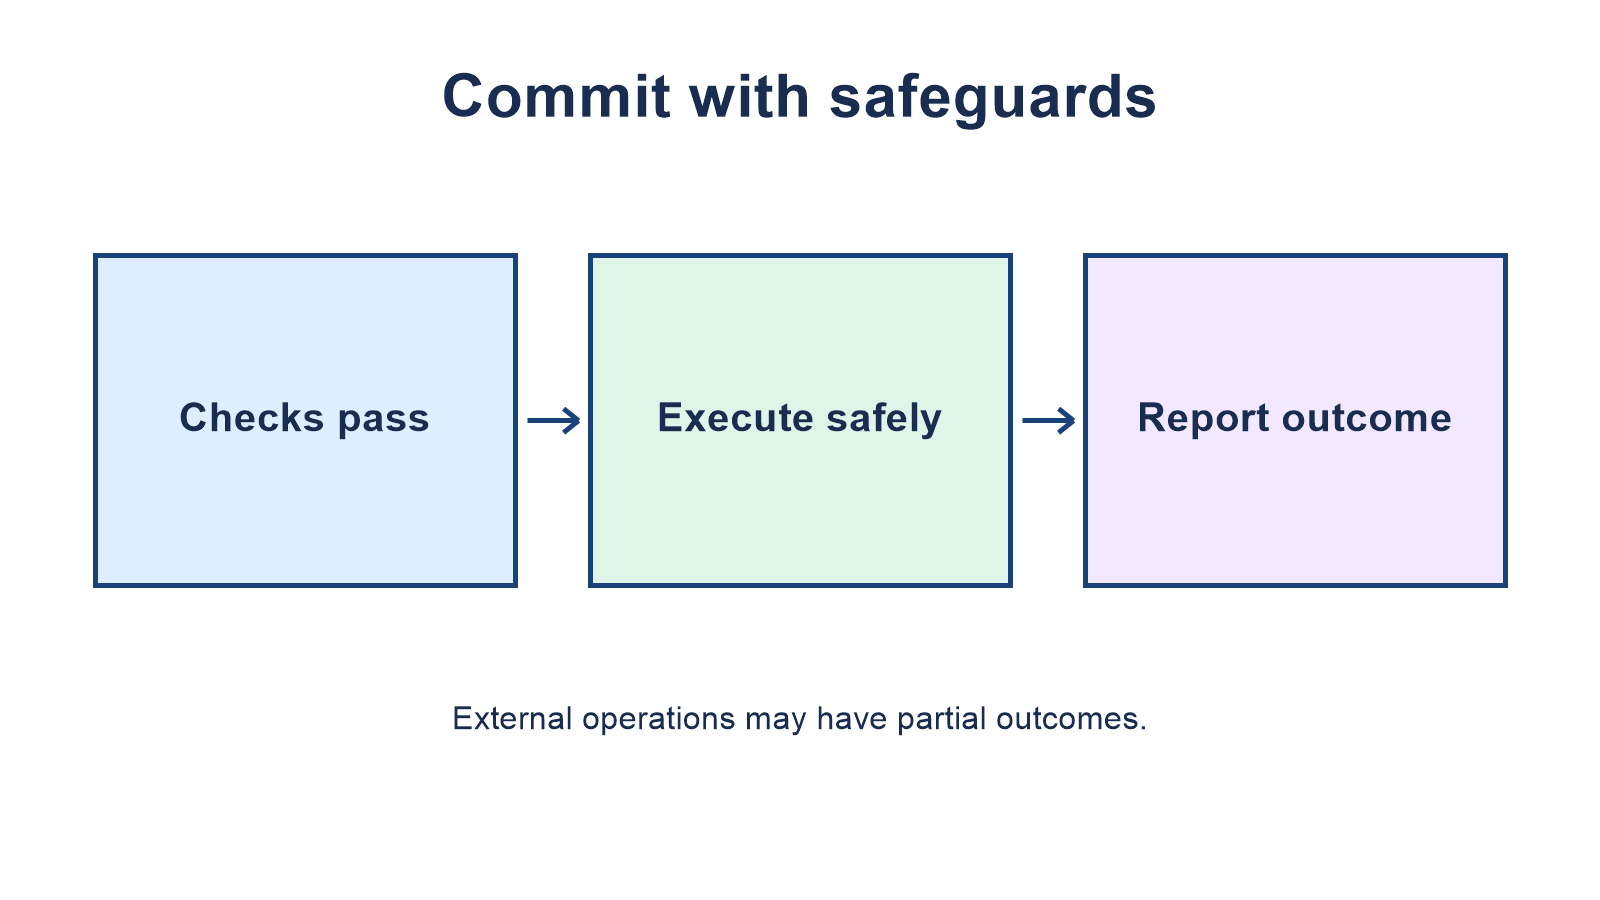 Commit with safeguards
Checks pass
Execute safely
Report outcome
External operations may have partial outcomes.